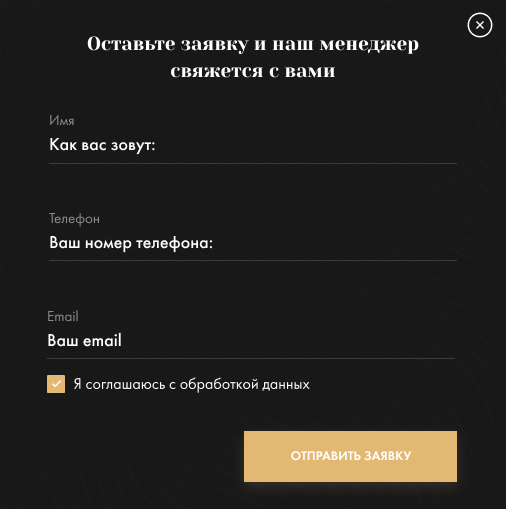 Оставьте заявку и наш менеджер
свяжется с вами
Имя
Как вас зовут:
Телефон
Ваш номер телефона:
Email
Ваш email
Я соглашаюсь с обработкой данных
ОТПРАВИТЬ ЗАЯВКУ